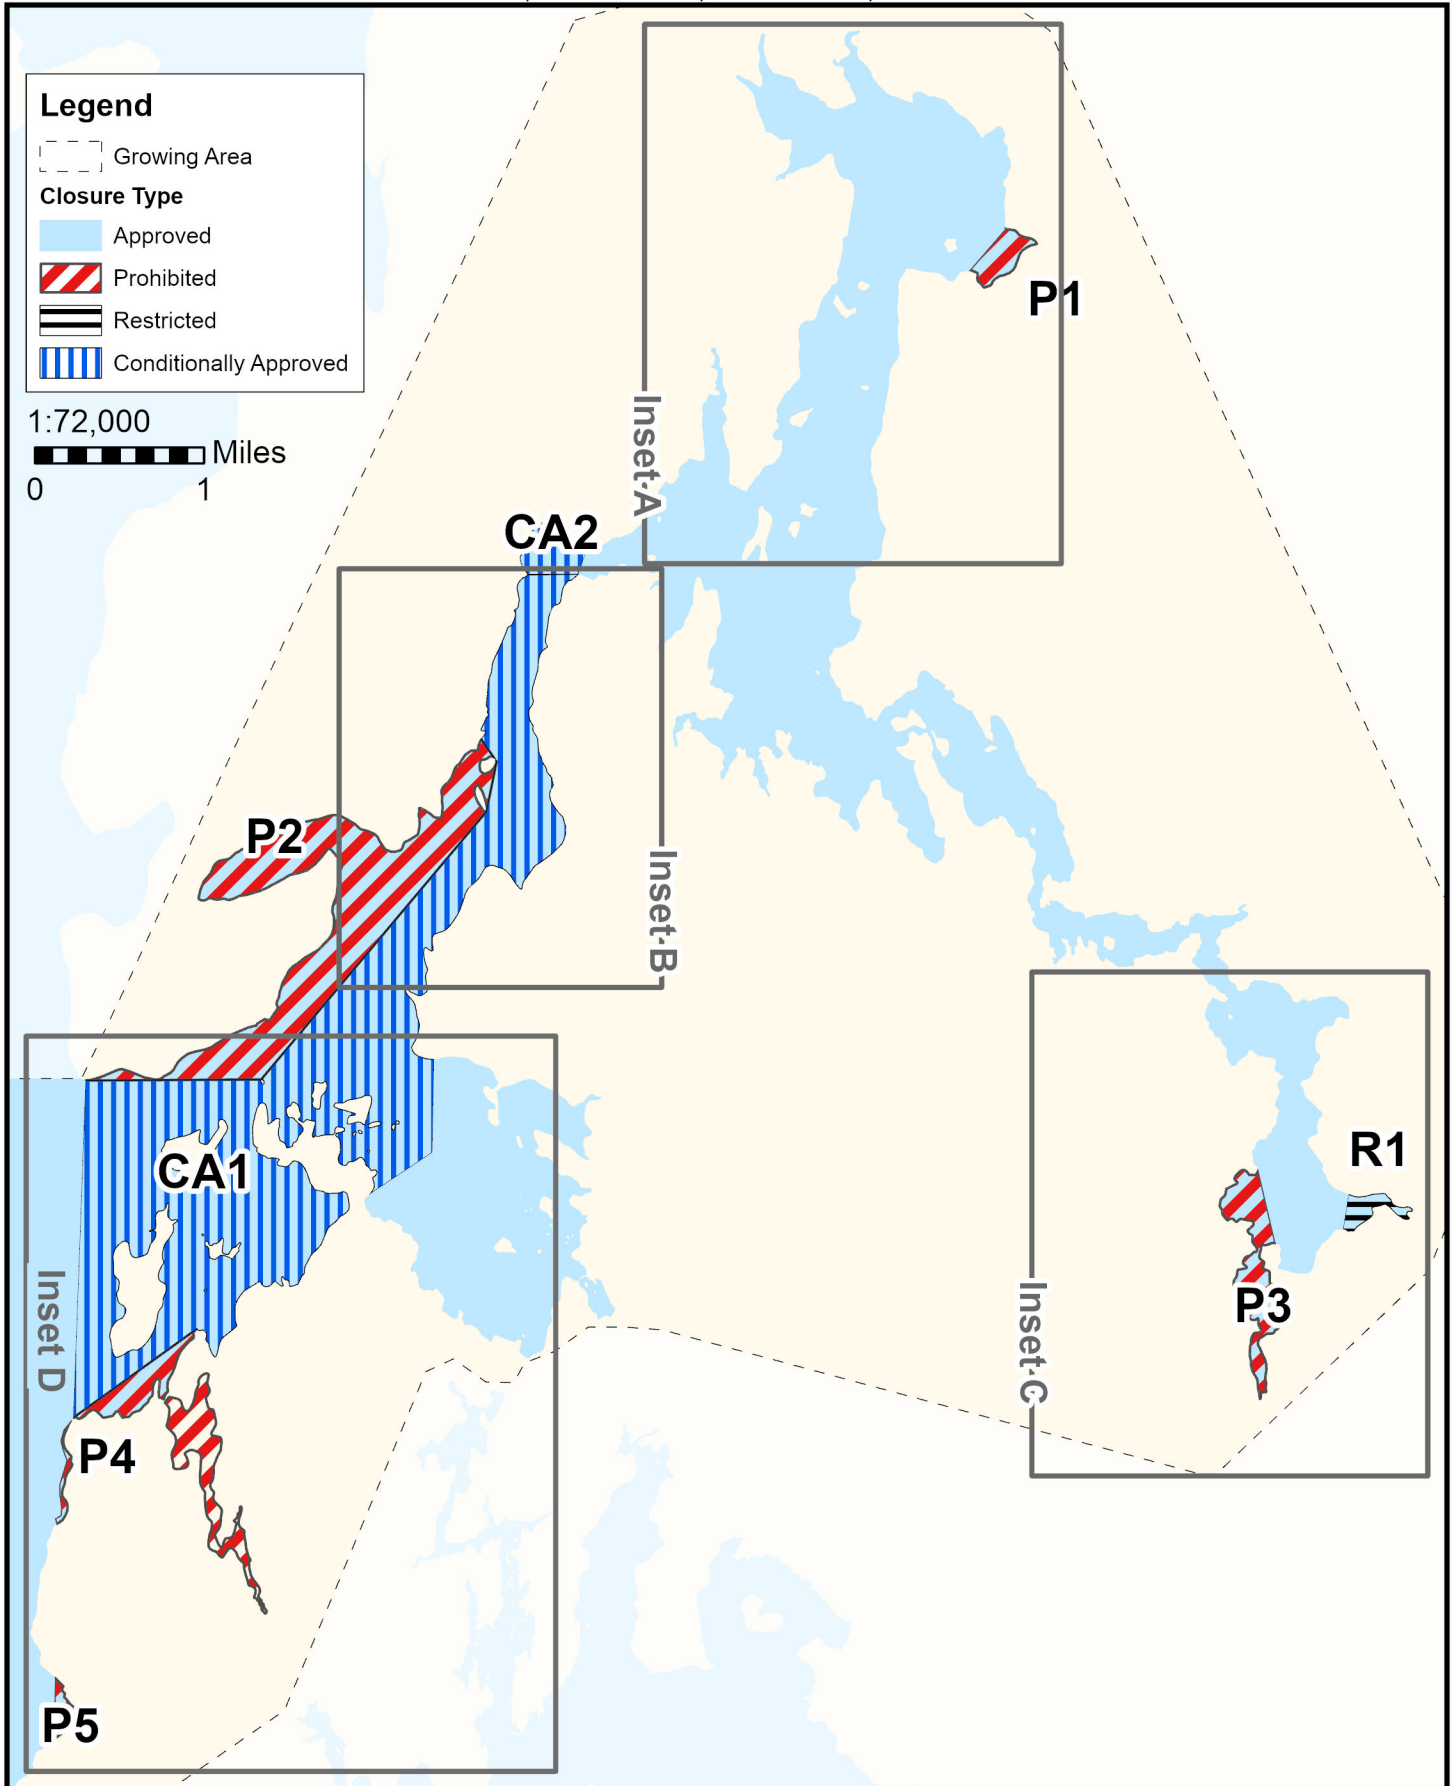 Legend
Growing Area
Closure Type
Approved
Prohibited
Restricted
Conditionally Approved
1:72,000
Miles
0 1
P1
Inset A
CA2
P2
Inset B
R1
CA1
P3
Inset C
Inset D
P4
P5